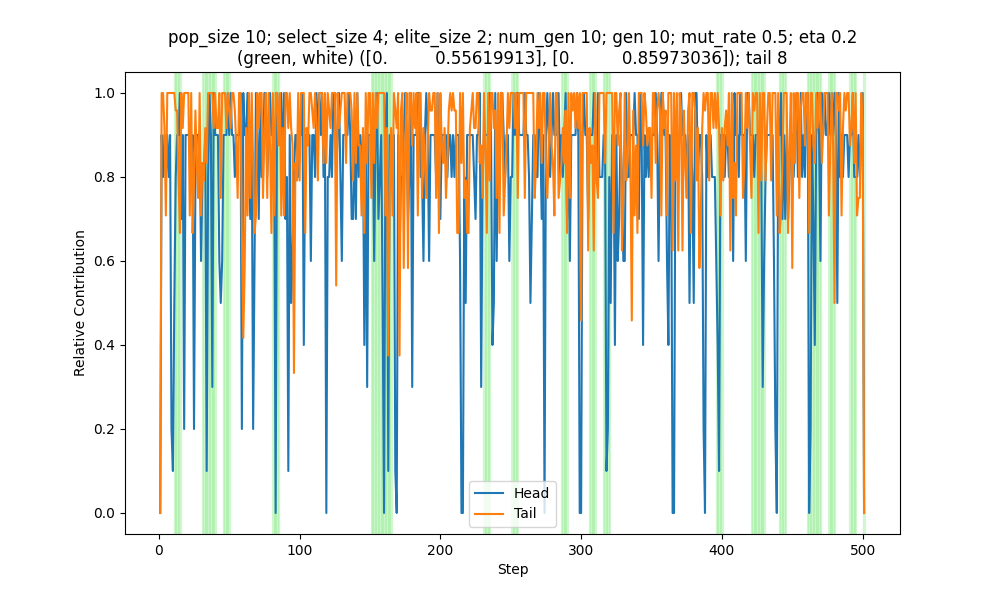 pop_size 10; select_size 4; elite_size 2; num_gen 10; gen 10; mut_rate 0.5; eta 0.2
(green, white) ([0. 0.55619913], [0. 0.85973036]); tail 8
1.0
0.8
0.6
0.4
0.2
0.0
Relative Contribution
Head
Tail
0 100 200 300 400 500
Step